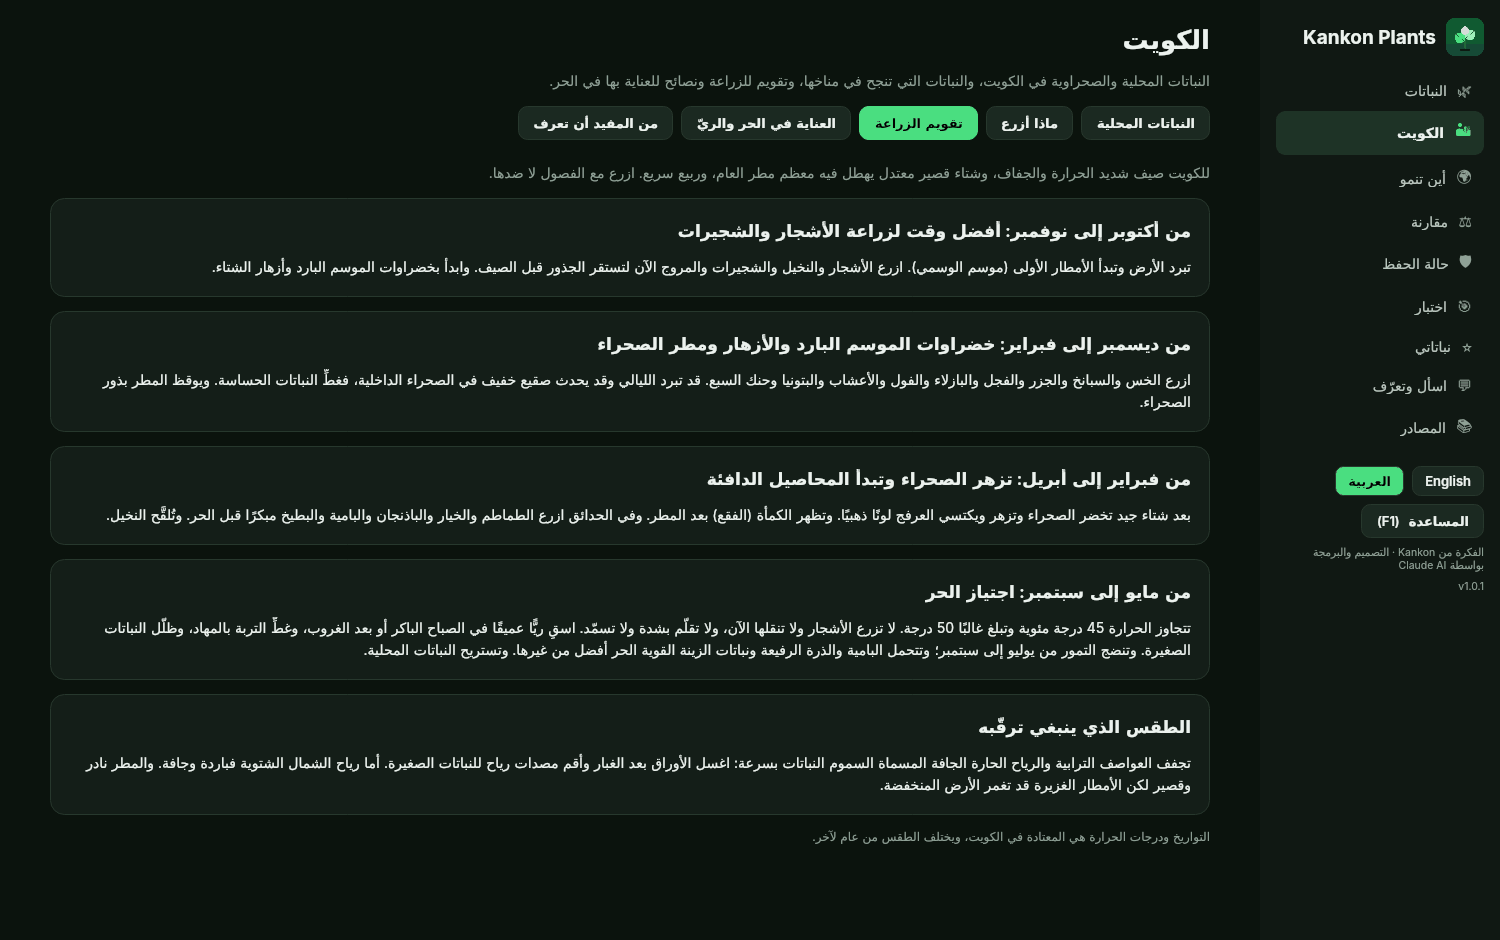 Kankon Plants
النباتات
الكويت
أين تنمو
مقارنة
حالة الحفظ
اختبار
نباتاتي
اسأل وتعرّف
المصادر
English
العربية
المساعدة (F1)
الفكرة من Kankon · التصميم والبرمجة
بواسطة Claude AI
v1.0.1
الكويت
النباتات المحلية والصحراوية في الكويت، والنباتات التي تنجح في مناخها، وتقويم للزراعة ونصائح للعناية بها في الحر.
النباتات المحلية
ماذا أزرع
تقويم الزراعة
العناية في الحر والريّ
من المفيد أن تعرف
للكويت صيف شديد الحرارة والجفاف، وشتاء قصير معتدل يهطل فيه معظم مطر العام، وربيع سريع. ازرع مع الفصول لا ضدها.
من أكتوبر إلى نوفمبر: أفضل وقت لزراعة الأشجار والشجيرات
تبرد الأرض وتبدأ الأمطار الأولى (موسم الوسمي). ازرع الأشجار والنخيل والشجيرات والمروج الآن لتستقر الجذور قبل الصيف. وابدأ بخضراوات الموسم البارد وأزهار الشتاء.
من ديسمبر إلى فبراير: خضراوات الموسم البارد والأزهار ومطر الصحراء
ازرع الخس والسبانخ والجزر والفجل والبازلاء والفول والأعشاب والبتونيا وحنك السبع. قد تبرد الليالي وقد يحدث صقيع خفيف في الصحراء الداخلية، فغطِّ النباتات الحساسة. ويوقظ المطر بذور
الصحراء.
من فبراير إلى أبريل: تزهر الصحراء وتبدأ المحاصيل الدافئة
بعد شتاء جيد تخضر الصحراء وتزهر ويكتسي العرفج لونًا ذهبيًا. وتظهر الكمأة (الفقع) بعد المطر. وفي الحدائق ازرع الطماطم والخيار والباذنجان والبامية والبطيخ مبكرًا قبل الحر. وتُلقَّح النخيل.
من مايو إلى سبتمبر: اجتياز الحر
تتجاوز الحرارة 45 درجة مئوية وتبلغ غالبًا 50 درجة. لا تزرع الأشجار ولا تنقلها الآن، ولا تقلّم بشدة ولا تسمّد. اسقِ ريًّا عميقًا في الصباح الباكر أو بعد الغروب، وغطِّ التربة بالمهاد، وظلّل النباتات
الصغيرة. وتنضج التمور من يوليو إلى سبتمبر؛ وتتحمل البامية والذرة الرفيعة ونباتات الزينة القوية الحر أفضل من غيرها. وتستريح النباتات المحلية.
الطقس الذي ينبغي ترقّبه
تجفف العواصف الترابية والرياح الحارة الجافة المسماة السموم النباتات بسرعة: اغسل الأوراق بعد الغبار وأقم مصدات رياح للنباتات الصغيرة. أما رياح الشمال الشتوية فباردة وجافة. والمطر نادر
وقصير لكن الأمطار الغزيرة قد تغمر الأرض المنخفضة.
التواريخ ودرجات الحرارة هي المعتادة في الكويت، ويختلف الطقس من عام لآخر.